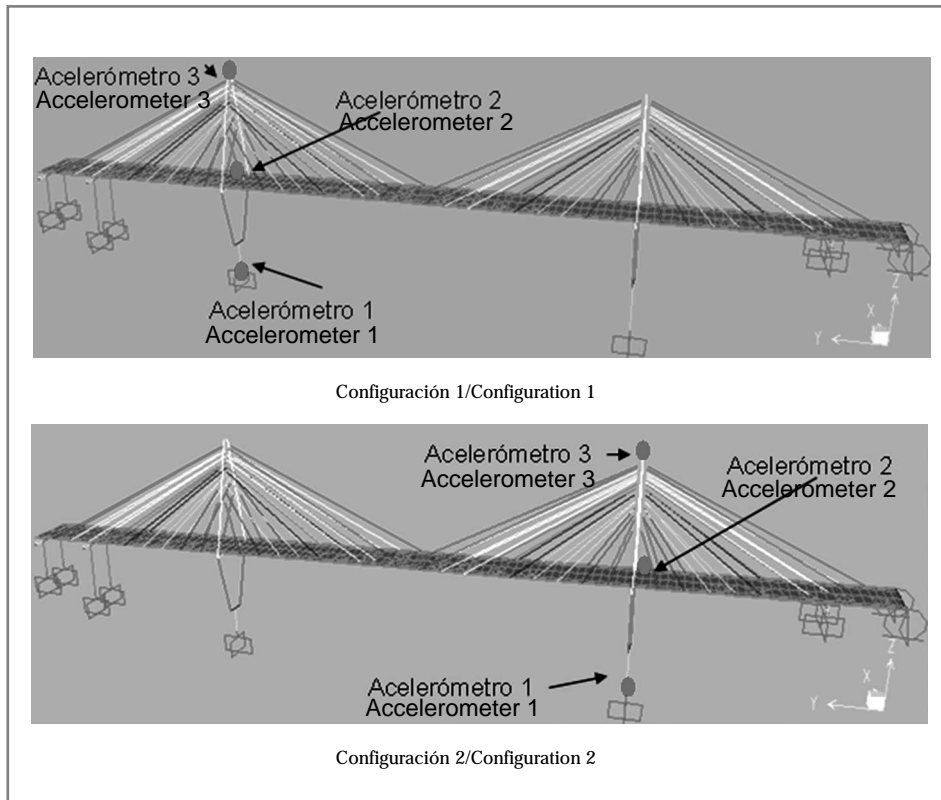 Acelerómetro 3
Accelerometer 3
Acelerómetro 2
Accelerometer 2
Acelerómetro 1
Accelerometer 1
Z
X
Y
Configuración 1/Configuration 1
Acelerómetro 3
Accelerometer 3
Acelerómetro 2
Accelerometer 2
Acelerómetro 1
Accelerometer 1
Z
X
Y
Configuración 2/Configuration 2